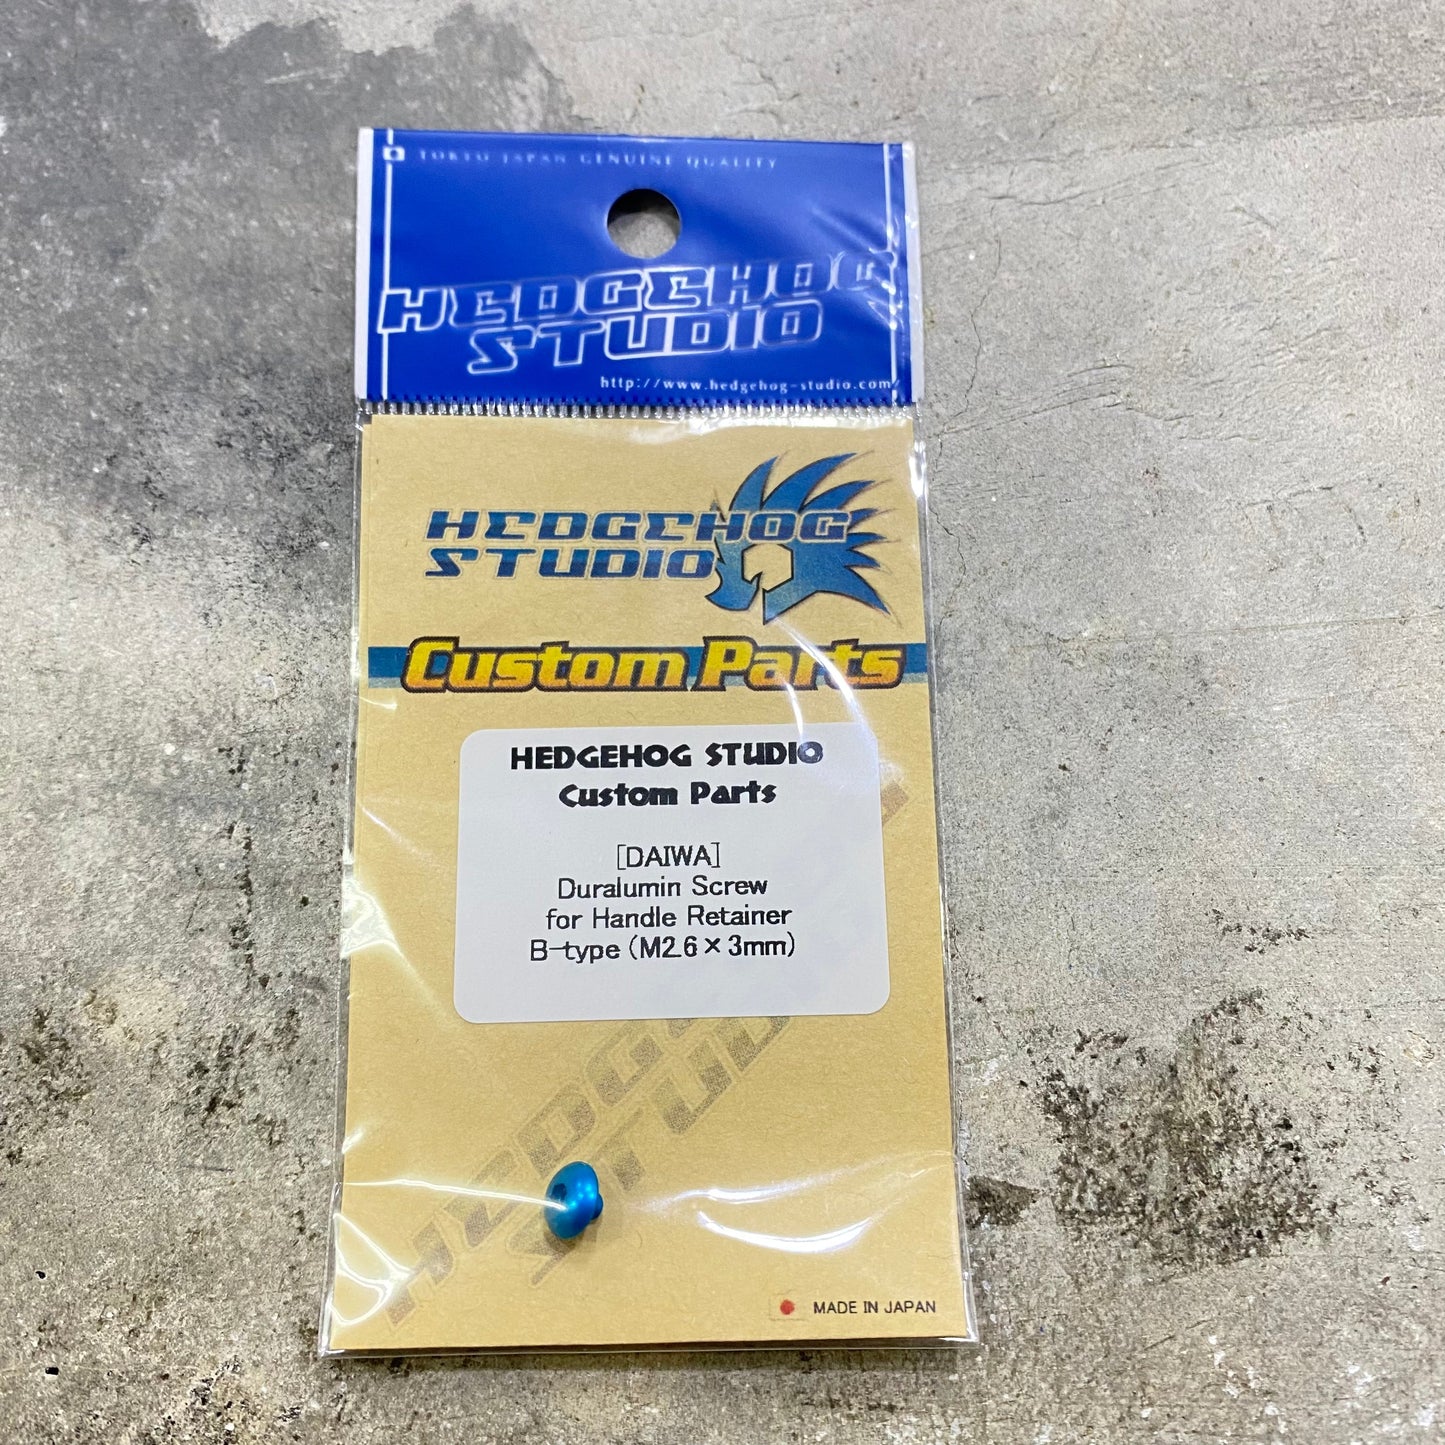 TOKYO JAPAN GENUINE QUALITY
HEDGEHOG
STUDIO
http://www.hedgehog-studio.com/
HEDGEHOG
STUDIO
Custom Parts
HEDGEHOG STUDIO
Custom Parts
[DAIWA]
Duralumin Screw
for Handle Retainer
B-type (M2.6×3mm)
MADE IN JAPAN